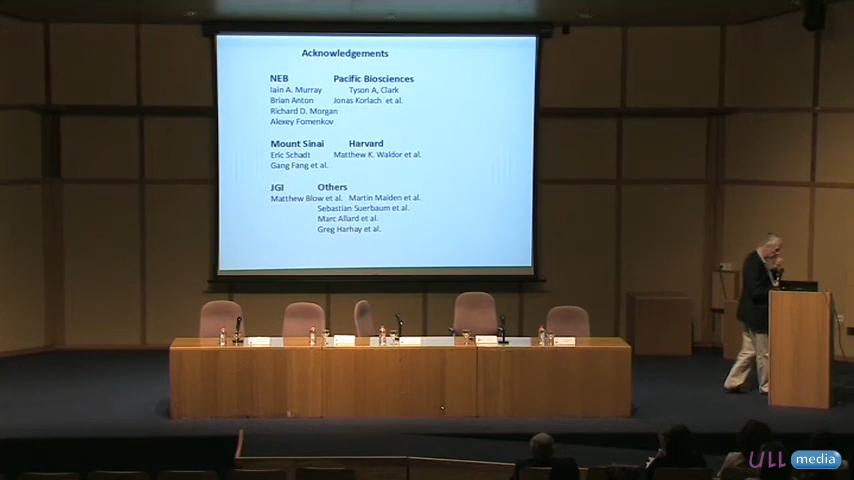 Acknowledgements
NEB Pacific Biosciences
Iain A. Murray Tyson A, Clark
Brian Anton Jonas Korlach et al.
Richard D. Morgan
Alexey Fomenkov
Mount Sinai Harvard
Eric Schadt Matthew K. Waldor et al.
Gang Fang et al.
JGI Others
Matthew Blow et al. Martin Maiden et al.
Sebastian Suerbaum et al.
Marc Allard et al.
Greg Harhay et al.
ULL media